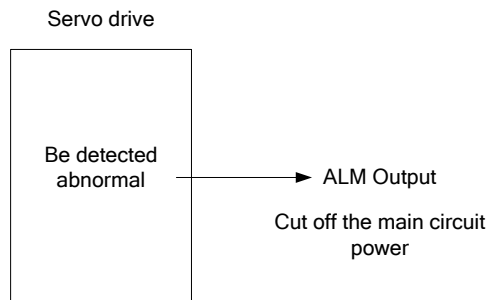 Servo drive
Be detected
abnormal
ALM Output
Cut off the main circuit
power